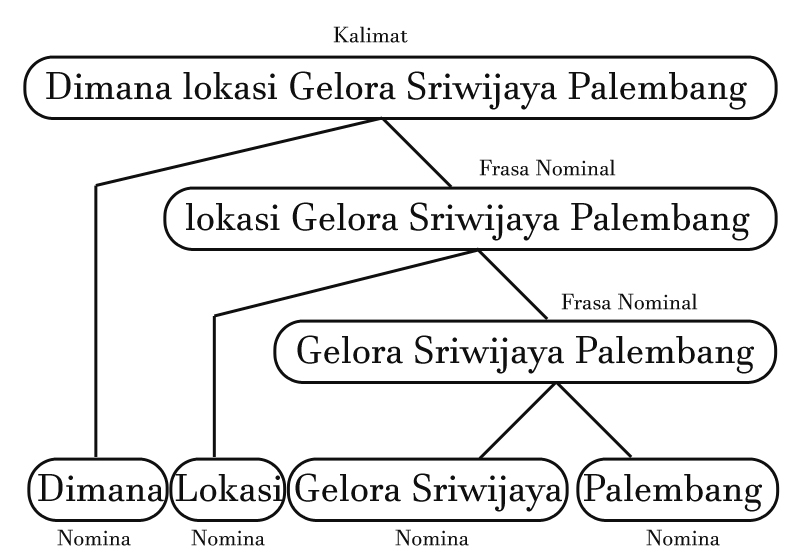 Kalimat
Dimana lokasi Gelora Sriwijaya Palembang
Frasa Nominal
lokasi Gelora Sriwijaya Palembang
Frasa Nominal
Gelora Sriwijaya Palembang
Dimana Lokasi Gelora Sriwijaya Palembang
Nomina Nomina Nomina Nomina